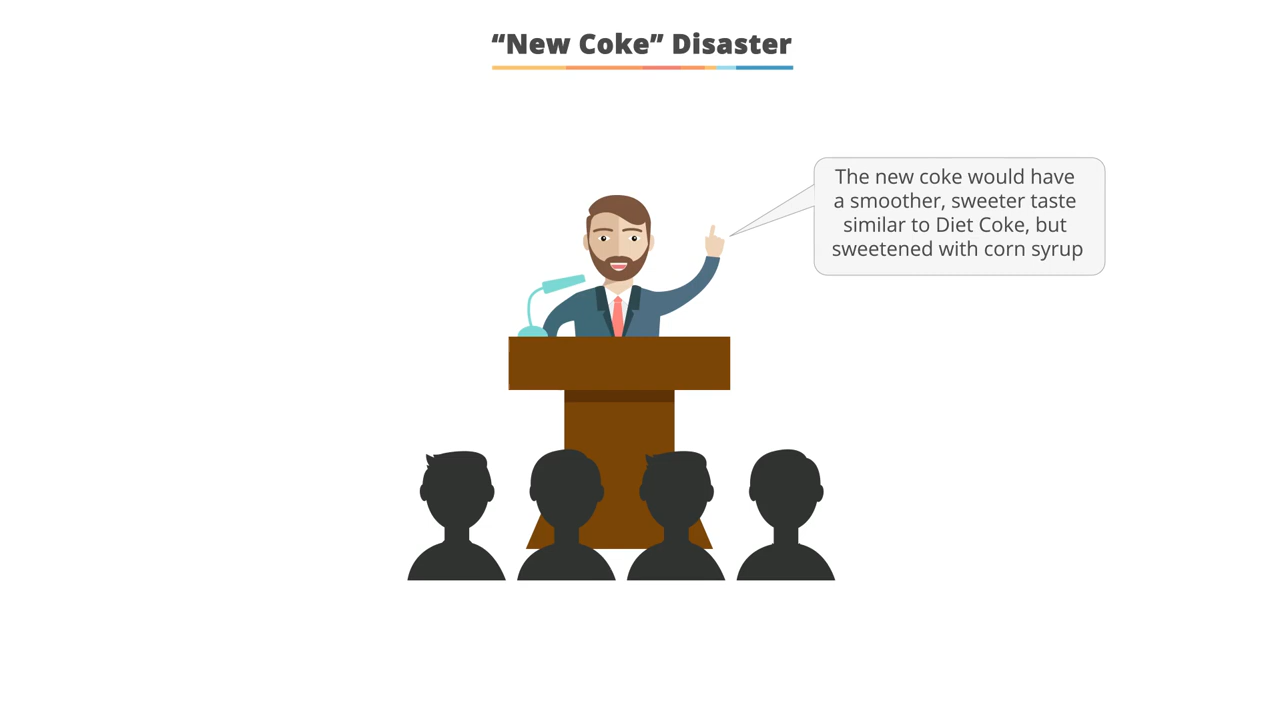 “New Coke” Disaster
The new coke would have
a smoother, sweeter taste
similar to Diet Coke, but
sweetened with corn syrup